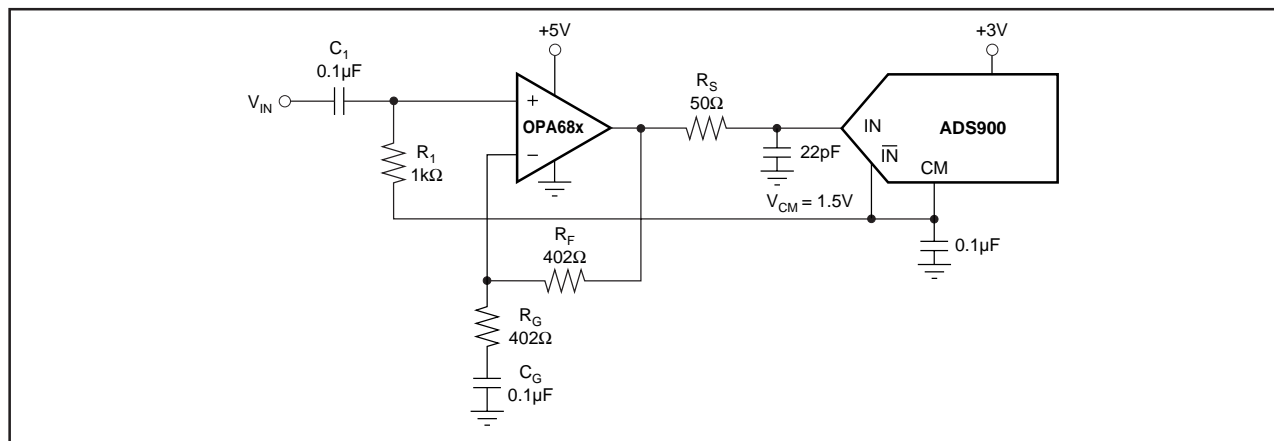 +5V
+3V
C1
0.1µF
VIN
+
OPA68x
–
RS
50Ω
IN
ADS900
IN̅
CM
22pF
R1
1kΩ
VCM = 1.5V
0.1µF
RF
402Ω
RG
402Ω
CG
0.1µF